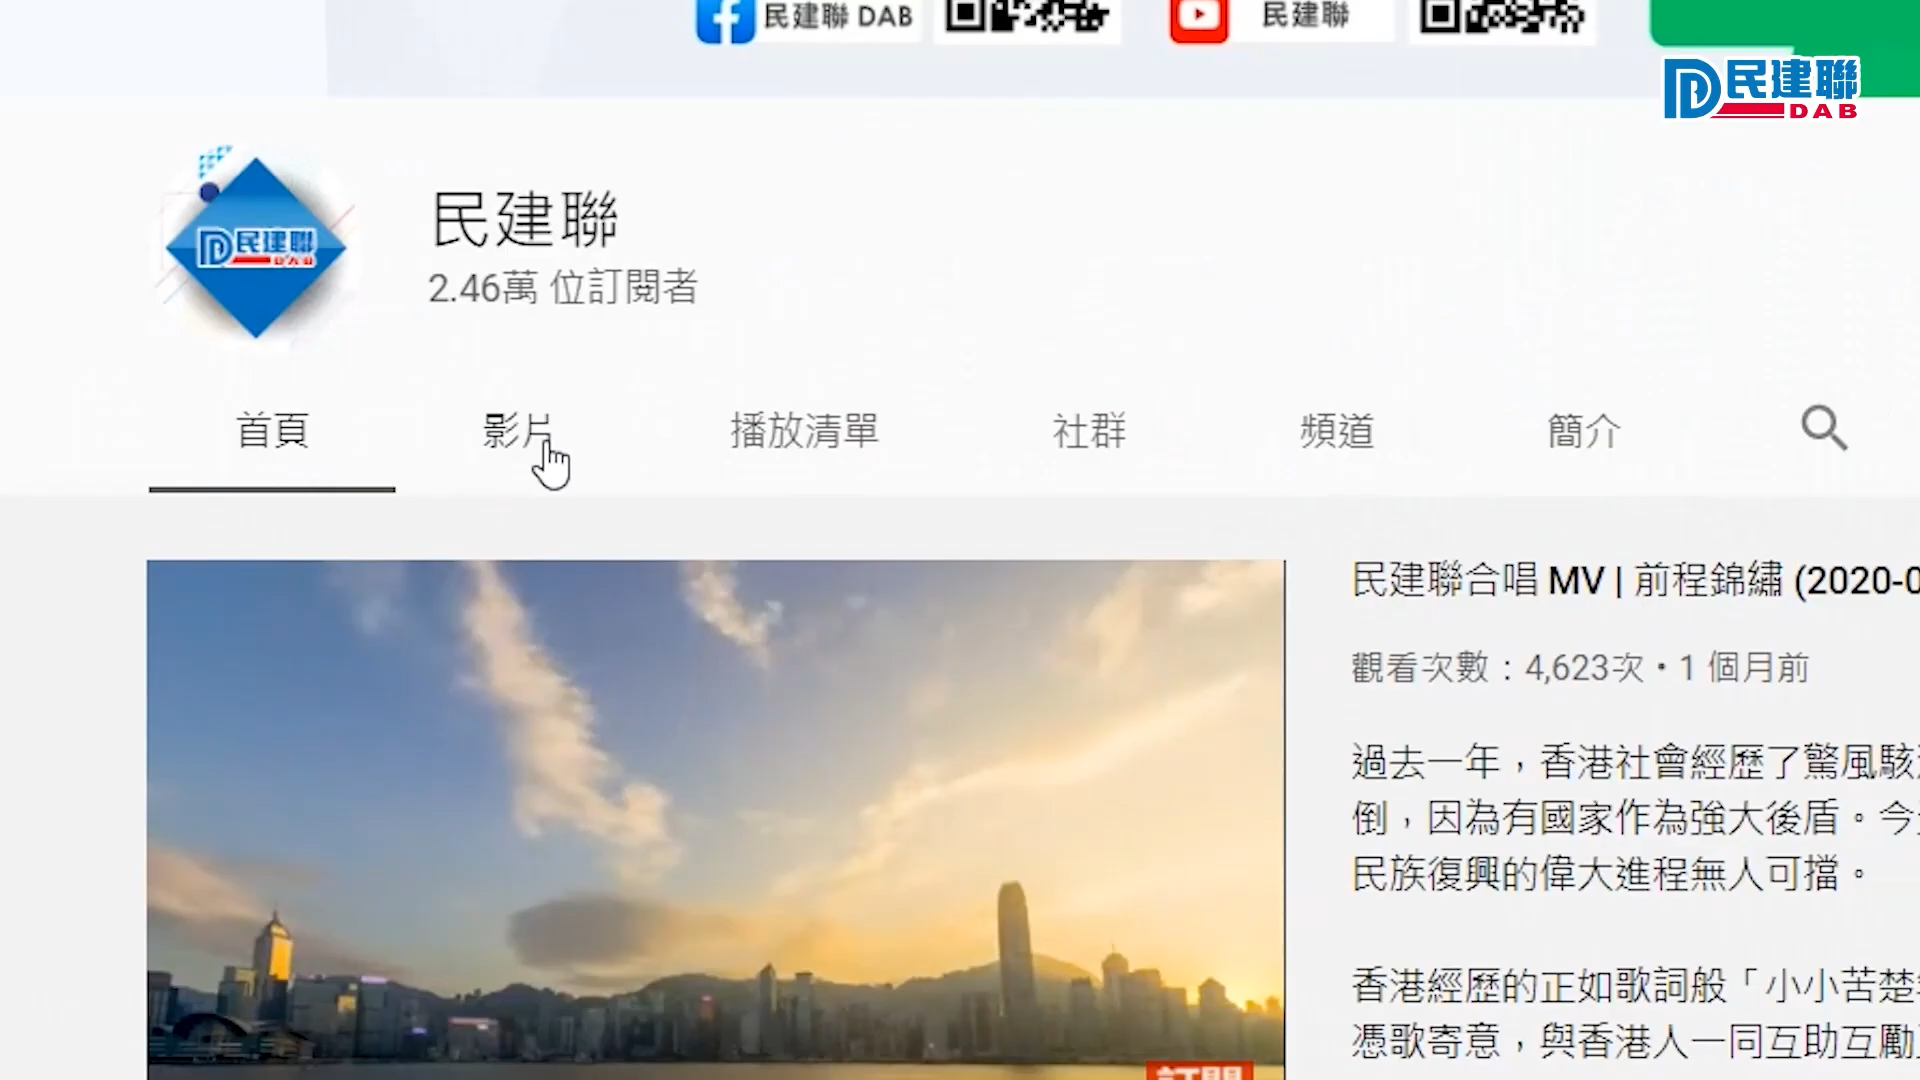 民建聯 DAB
民建聯
民建聯
DAB
民建聯
DAB
民建聯
2.46萬 位訂閱者
首頁
影片
播放清單
社群
頻道
簡介
民建聯合唱 MV | 前程錦繡 (2020-0
觀看次數：4,623次・1 個月前
過去一年，香港社會經歷了驚風駭
倒，因為有國家作為強大後盾。今
民族復興的偉大進程無人可擋。
香港經歷的正如歌詞般「小小苦楚
憑歌寄意，與香港人一同互助互勵
訂閱